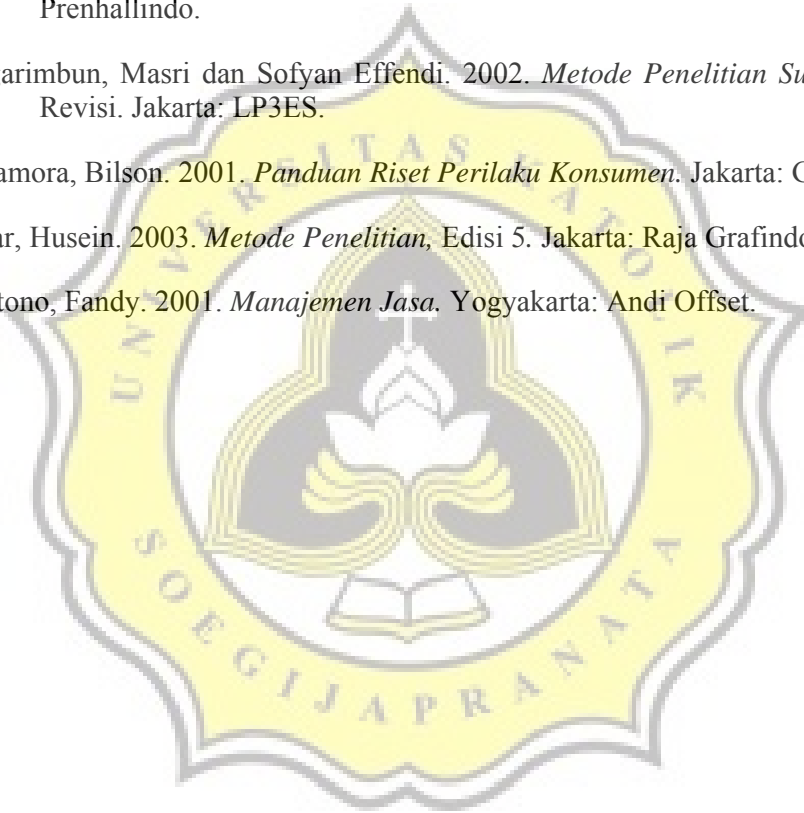 Prenhallindo.
garimbun, Masri dan Sofyan Effendi. 2002. Metode Penelitian Su
Revisi. Jakarta: LP3ES.
amora, Bilson. 2001. Panduan Riset Perilaku Konsumen. Jakarta: G
ar, Husein. 2003. Metode Penelitian, Edisi 5. Jakarta: Raja Grafindo
tono, Fandy. 2001. Manajemen Jasa. Yogyakarta: Andi Offset.
UNIVERSITAS KATOLIK
SOEGIJAPRANATA